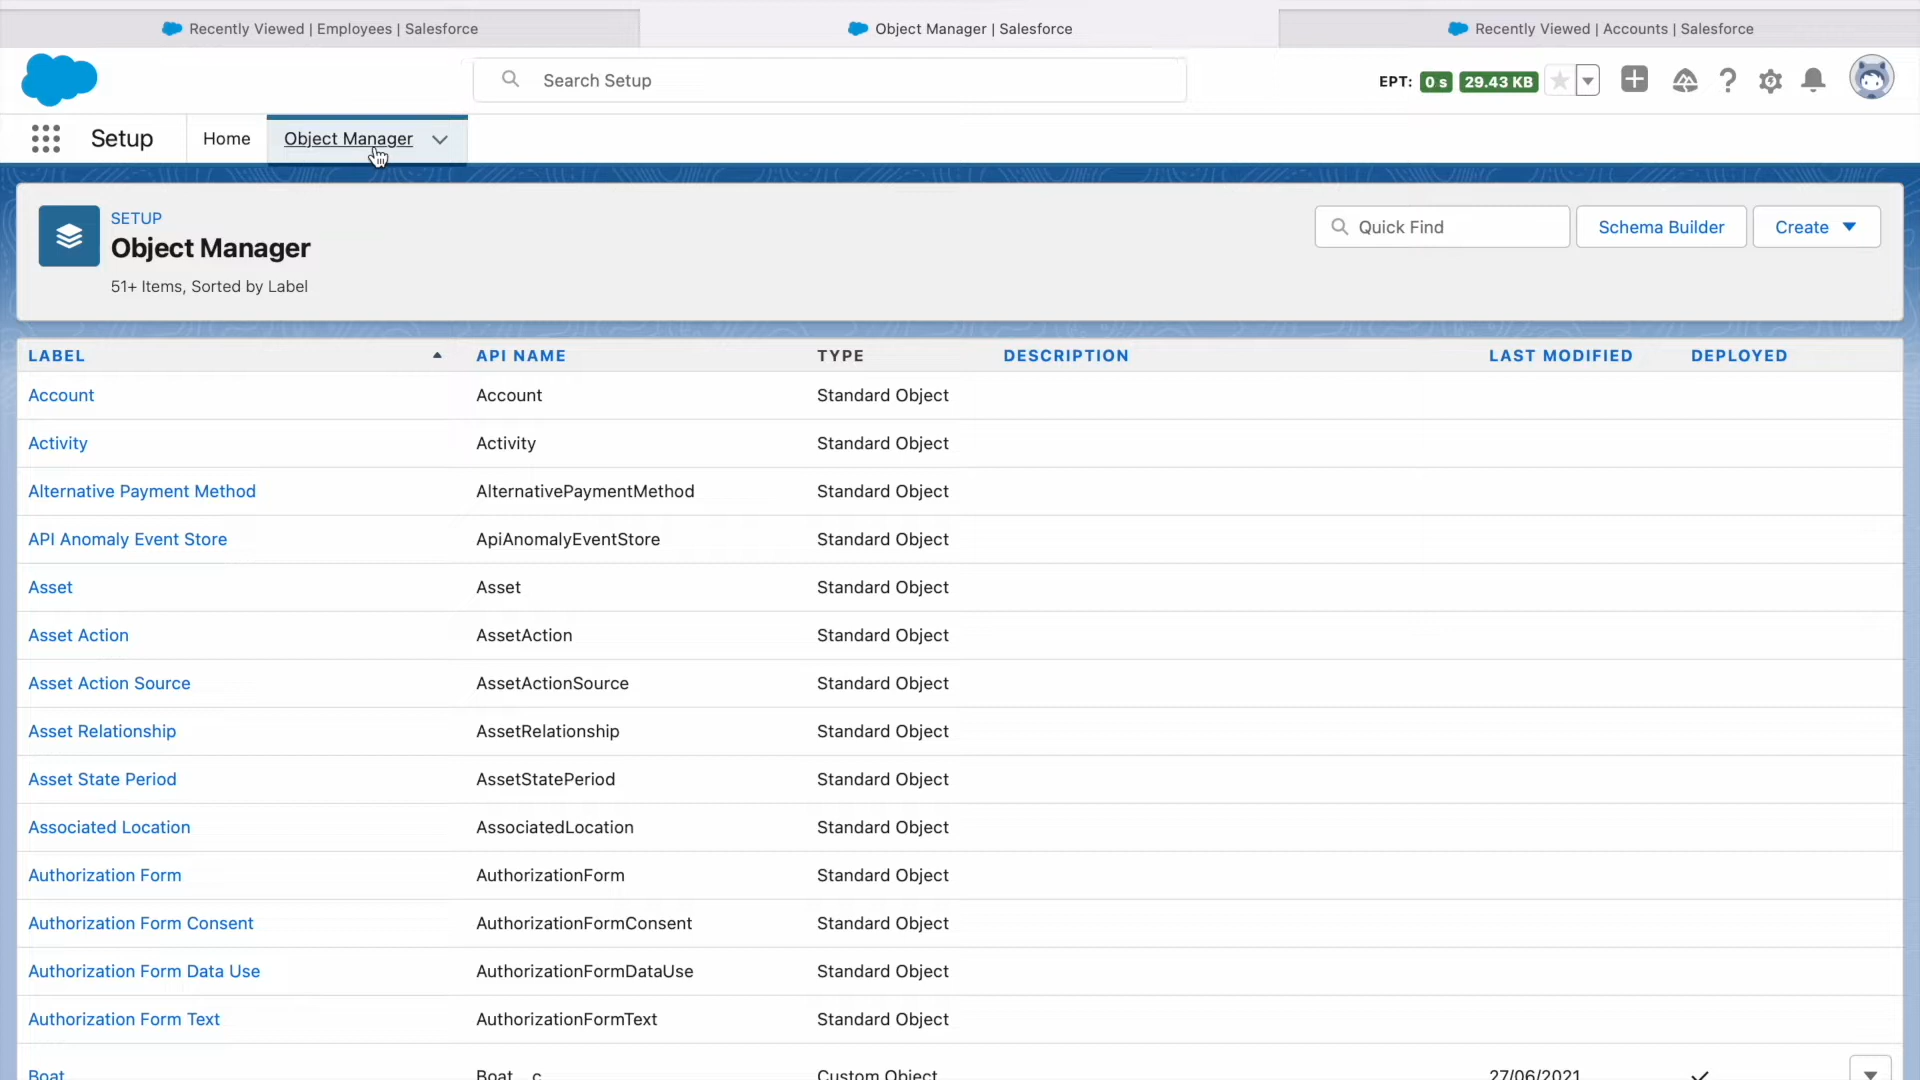 Recently Viewed | Employees | Salesforce
Object Manager | Salesforce
Recently Viewed | Accounts | Salesforce
Search Setup
EPT: 0 s 29.43 KB
Setup Home Object Manager
SETUP
Object Manager
51+ Items, Sorted by Label
Quick Find
Schema Builder
Create
LABEL API NAME TYPE DESCRIPTION LAST MODIFIED DEPLOYED
Account Account Standard Object
Activity Activity Standard Object
Alternative Payment Method AlternativePaymentMethod Standard Object
API Anomaly Event Store ApiAnomalyEventStore Standard Object
Asset Asset Standard Object
Asset Action AssetAction Standard Object
Asset Action Source AssetActionSource Standard Object
Asset Relationship AssetRelationship Standard Object
Asset State Period AssetStatePeriod Standard Object
Associated Location AssociatedLocation Standard Object
Authorization Form AuthorizationForm Standard Object
Authorization Form Consent AuthorizationFormConsent Standard Object
Authorization Form Data Use AuthorizationFormDataUse Standard Object
Authorization Form Text AuthorizationFormText Standard Object
Boat Boat__c Custom Object 27/06/2021